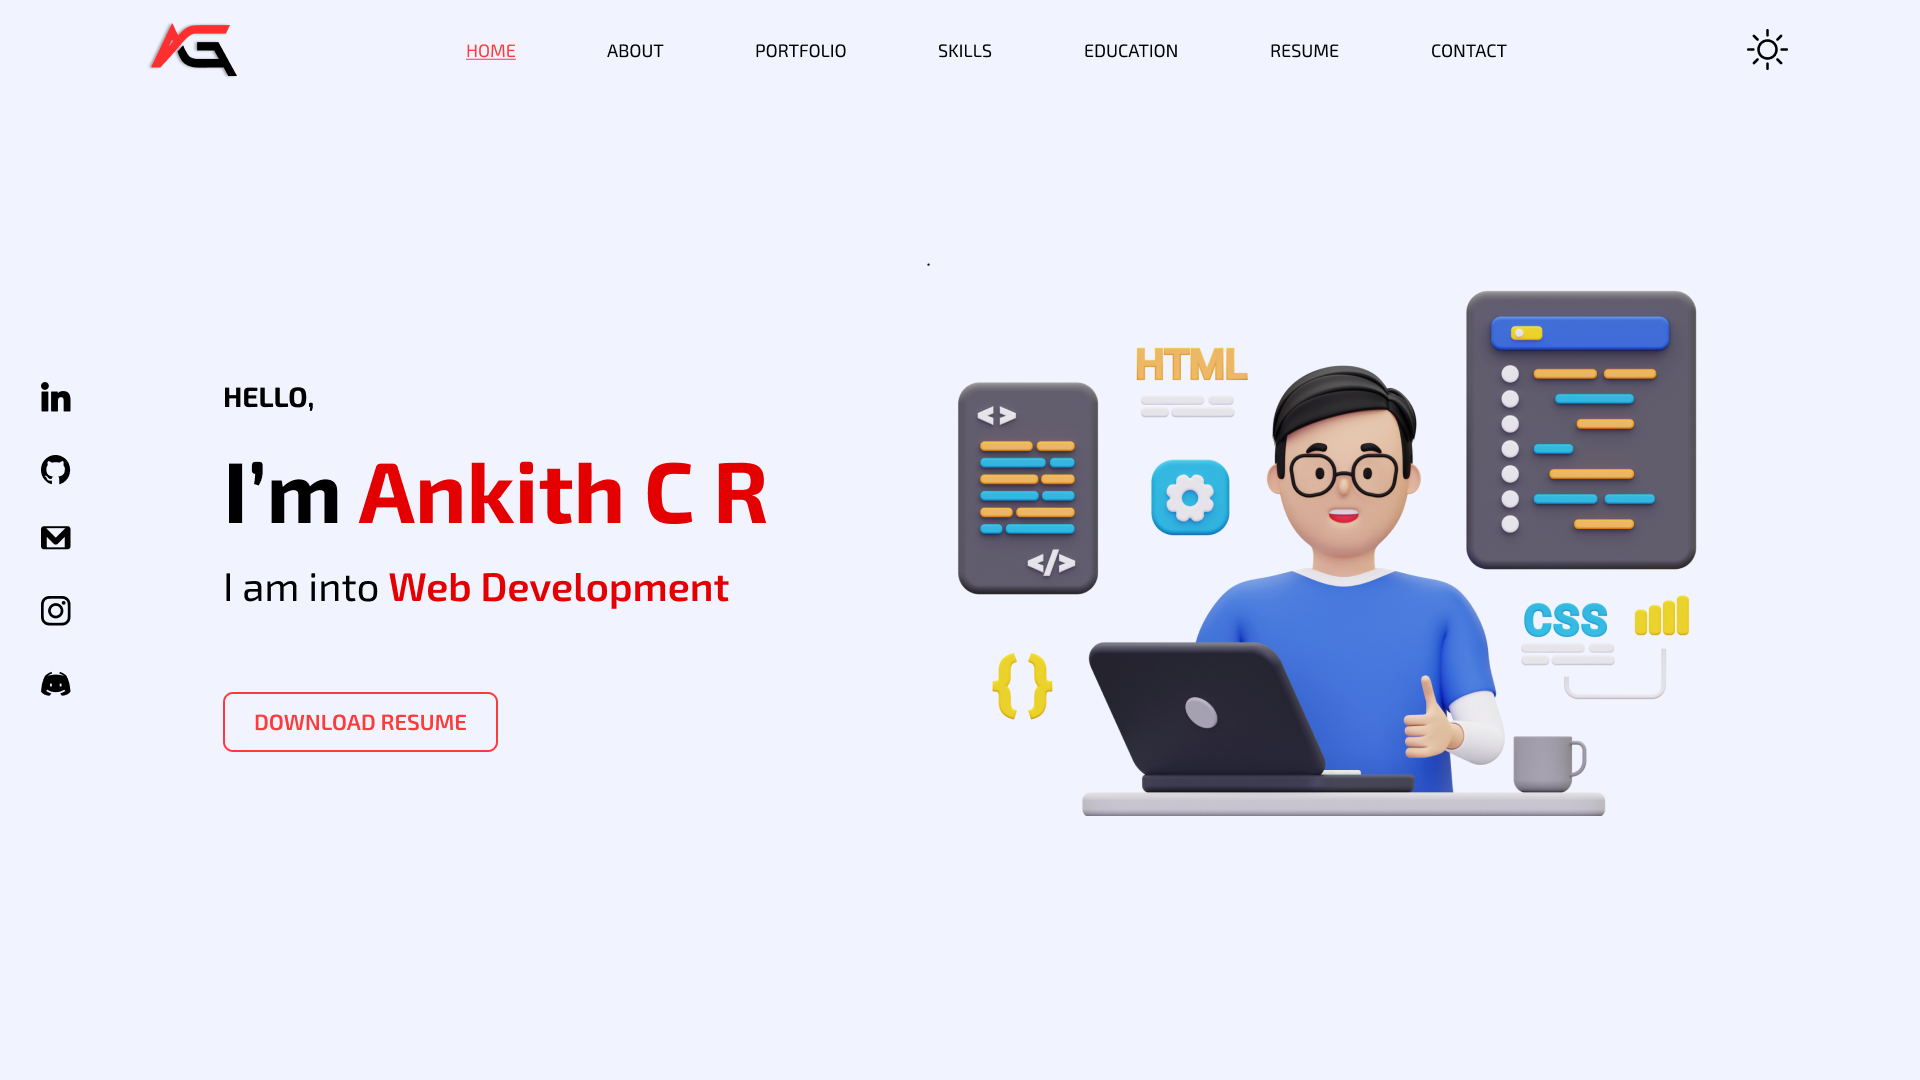 HOME ABOUT PORTFOLIO SKILLS EDUCATION RESUME CONTACT
HELLO,
I’m Ankith C R
I am into Web Development
DOWNLOAD RESUME
HTML
<>
</>
{}
CSS